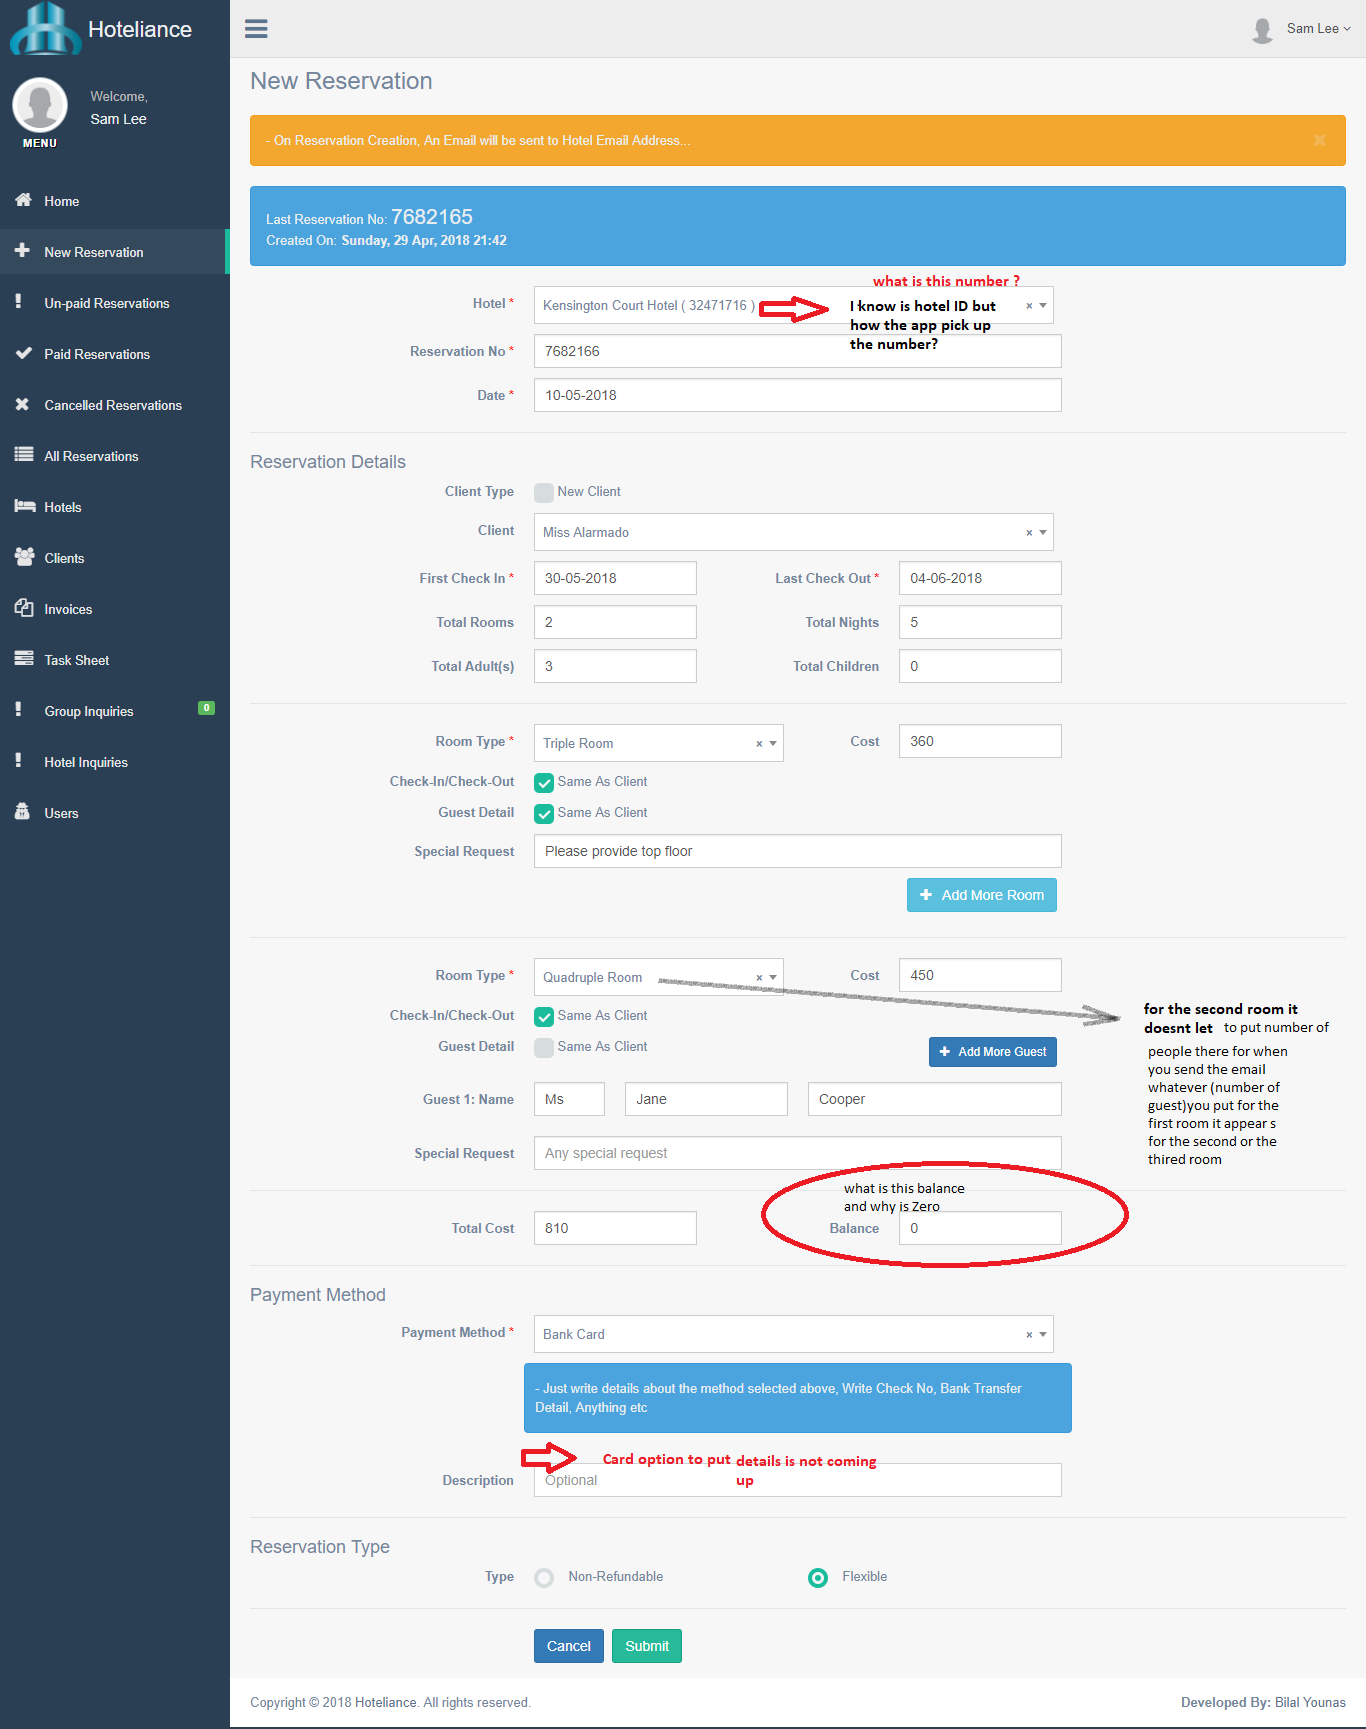 Hoteliance
Sam Lee
Welcome,
Sam Lee
MENU
Home
New Reservation
Un-paid Reservations
Paid Reservations
Cancelled Reservations
All Reservations
Hotels
Clients
Invoices
Task Sheet
Group Inquiries 0
Hotel Inquiries
Users
New Reservation
- On Reservation Creation, An Email will be sent to Hotel Email Address...
Last Reservation No: 7682165
Created On: Sunday, 29 Apr, 2018 21:42
what is this number ?
Hotel * Kensington Court Hotel ( 32471716 )
I know is hotel ID but
how the app pick up
the number?
Reservation No * 7682166
Date * 10-05-2018
Reservation Details
Client Type New Client
Client Miss Alarmado
First Check In * 30-05-2018 Last Check Out * 04-06-2018
Total Rooms 2 Total Nights 5
Total Adult(s) 3 Total Children 0
Room Type * Triple Room Cost 360
Check-In/Check-Out Same As Client
Guest Detail Same As Client
Special Request Please provide top floor
Add More Room
Room Type * Quadruple Room Cost 450
Check-In/Check-Out Same As Client
Guest Detail Same As Client Add More Guest
Guest 1: Name Ms Jane Cooper
Special Request Any special request
for the second room it
doesnt let to put number of
people there for when
you send the email
whatever (number of
guest)you put for the
first room it appear s
for the second or the
thired room
what is this balance
and why is Zero
Total Cost 810 Balance 0
Payment Method
Payment Method * Bank Card
- Just write details about the method selected above, Write Check No, Bank Transfer
Detail, Anything etc
Card option to put details is not coming
up
Description Optional
Reservation Type
Type Non-Refundable Flexible
Cancel Submit
Copyright © 2018 Hoteliance. All rights reserved. Developed By: Bilal Younas